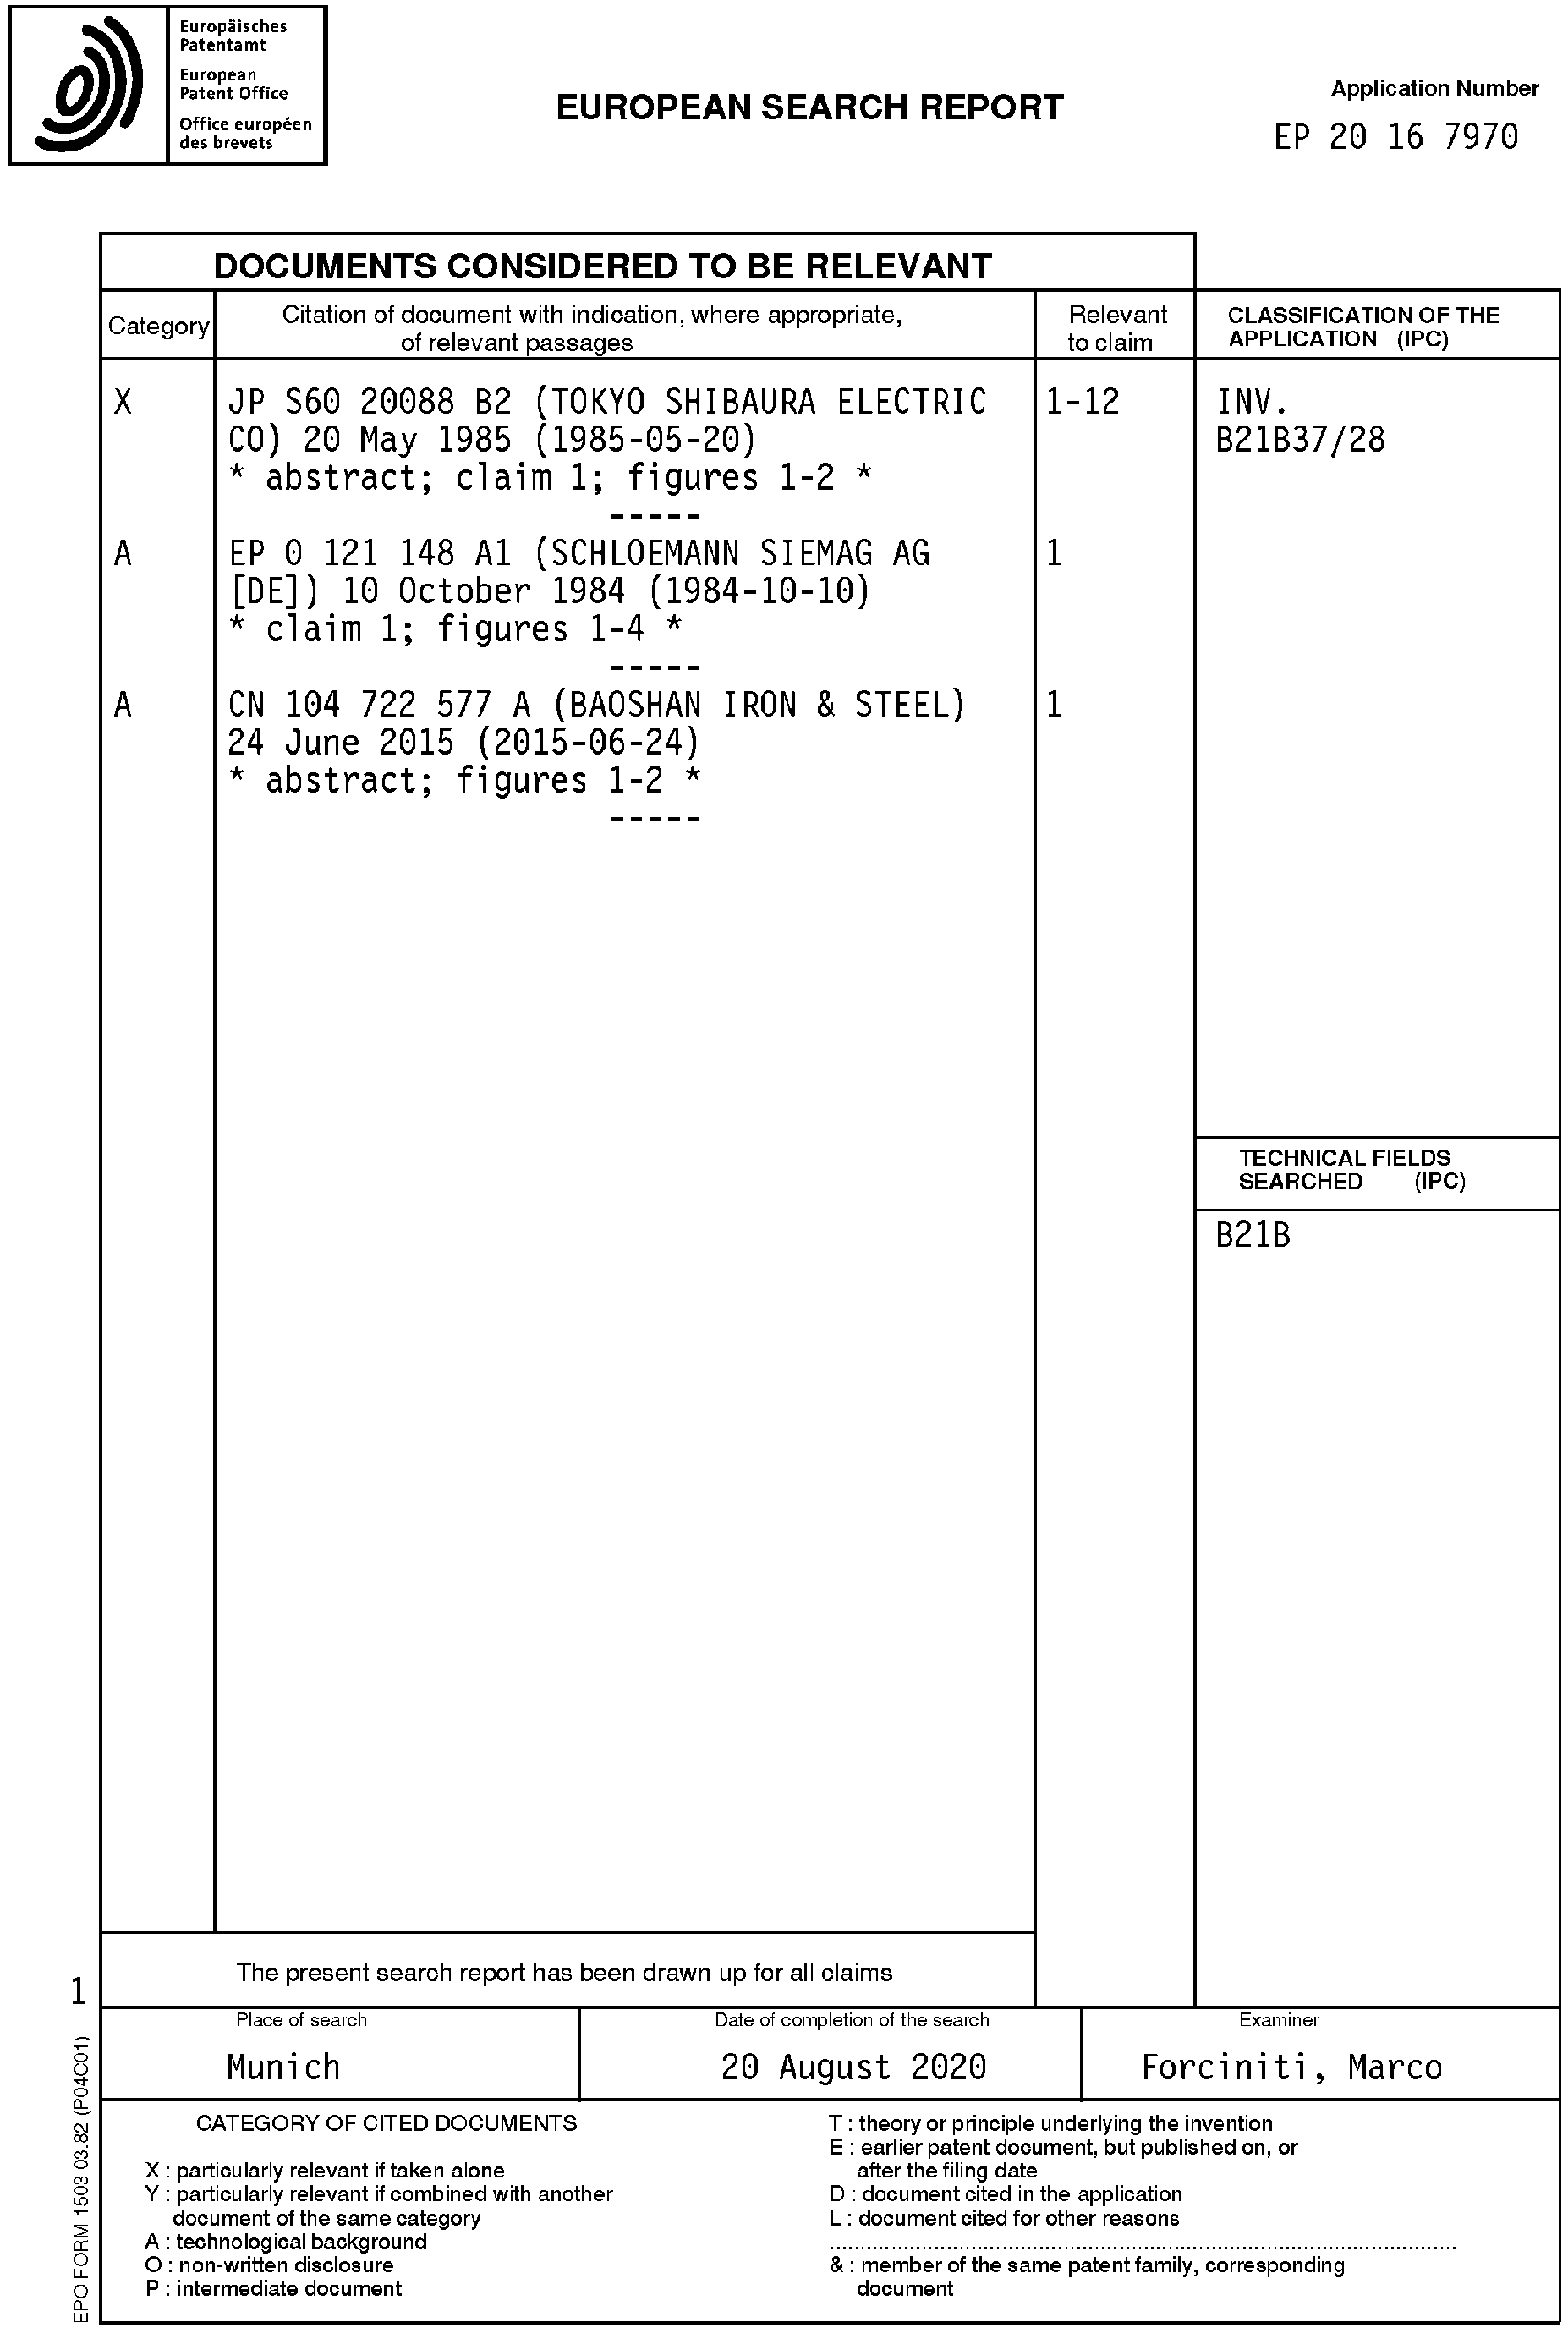 Europäisches
Patentamt
European
Patent Office
Office européen
des brevets
EUROPEAN SEARCH REPORT
Application Number
EP 20 16 7970
DOCUMENTS CONSIDERED TO BE RELEVANT
Category
Citation of document with indication, where appropriate,
of relevant passages
Relevant
to claim
CLASSIFICATION OF THE
APPLICATION (IPC)
X
JP S60 20088 B2 (TOKYO SHIBAURA ELECTRIC
CO) 20 May 1985 (1985-05-20)
* abstract; claim 1; figures 1-2 *
-----
1-12
INV.
B21B37/28
A
EP 0 121 148 A1 (SCHLOEMANN SIEMAG AG
[DE]) 10 October 1984 (1984-10-10)
* claim 1; figures 1-4 *
-----
1
A
CN 104 722 577 A (BAOSHAN IRON & STEEL)
24 June 2015 (2015-06-24)
* abstract; figures 1-2 *
-----
1
TECHNICAL FIELDS
SEARCHED (IPC)
B21B
The present search report has been drawn up for all claims
1
Place of search
Munich
Date of completion of the search
20 August 2020
Examiner
Forciniti, Marco
CATEGORY OF CITED DOCUMENTS
X : particularly relevant if taken alone
Y : particularly relevant if combined with another
document of the same category
A : technological background
O : non-written disclosure
P : intermediate document
T : theory or principle underlying the invention
E : earlier patent document, but published on, or
after the filing date
D : document cited in the application
L : document cited for other reasons
& : member of the same patent family, corresponding
document
EPO FORM 1503 03.82 (P04C01)